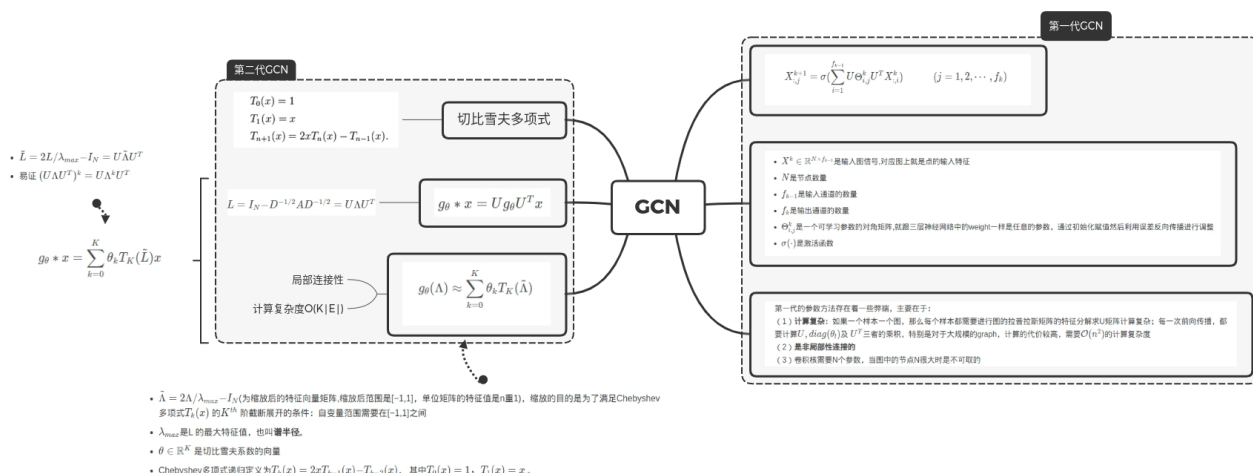 第一代GCN
第二代GCN
GCN
X^{k+1}_{:,j} = σ(∑_{i=1}^{f_{k-1}} UΘ^k_{i,j}U^T X^k_{:,i}) (j = 1, 2, ⋯, f_k)
• X^k ∈ ℝ^{N×f_{k-1}}是输入图信号,对应图上就是点的输入特征
• N是节点数量
• f_{k-1}是输入通道的数量
• f_k是输出通道的数量
• Θ^k_{i,j}是一个可学习参数的对角矩阵,就跟三层神经网络中的weight一样是任意的参数，通过初始化赋值然后利用误差反向传播进行调整
• σ(·)是激活函数
第一代的参数方法存在着一些弊端，主要在于：
（1）计算复杂：如果一个样本一个图，那么每个样本都需要进行图的拉普拉斯矩阵的特征分解求U矩阵计算复杂；每一次前向传播，都
要计算U, diag(θ_l)及 U^T三者的乘积，特别是对于大规模的graph，计算的代价较高，需要O(n²)的计算复杂度
（2）是非局部性连接的
（3）卷积核需要N个参数，当图中的节点N很大时是不可取的
T_0(x) = 1
T_1(x) = x
T_{n+1}(x) = 2xT_n(x) − T_{n−1}(x).
切比雪夫多项式
L = I_N − D^{−1/2}AD^{−1/2} = UΛU^T
g_θ ∗ x = Ug_θU^T x
局部连接性
计算复杂度O(K|E|)
g_θ(Λ) ≈ ∑_{k=0}^{K} θ_kT_K(Λ̃)
• L̃ = 2L/λ_{max} − I_N = UΛ̃U^T
• 易证 (UΛU^T)^k = UΛ^kU^T
g_θ ∗ x = ∑_{k=0}^{K} θ_kT_K(L̃)x
• Λ̃ = 2Λ/λ_{max} − I_N(为缩放后的特征向量矩阵,缩放后范围是[−1,1]，单位矩阵的特征值是n重1)，缩放的目的是为了满足Chebyshev
多项式T_k(x) 的K^{th} 阶截断展开的条件：自变量范围需要在[−1,1]之间
• λ_{max}是L 的最大特征值，也叫谱半径。
• θ ∈ ℝ^K 是切比雪夫系数的向量
• Chebyshev多项式递归定义为T_k(x) = 2xT_{k−1}(x) − T_{k−2}(x)， 其中T_0(x) = 1，T_1(x) = x 。